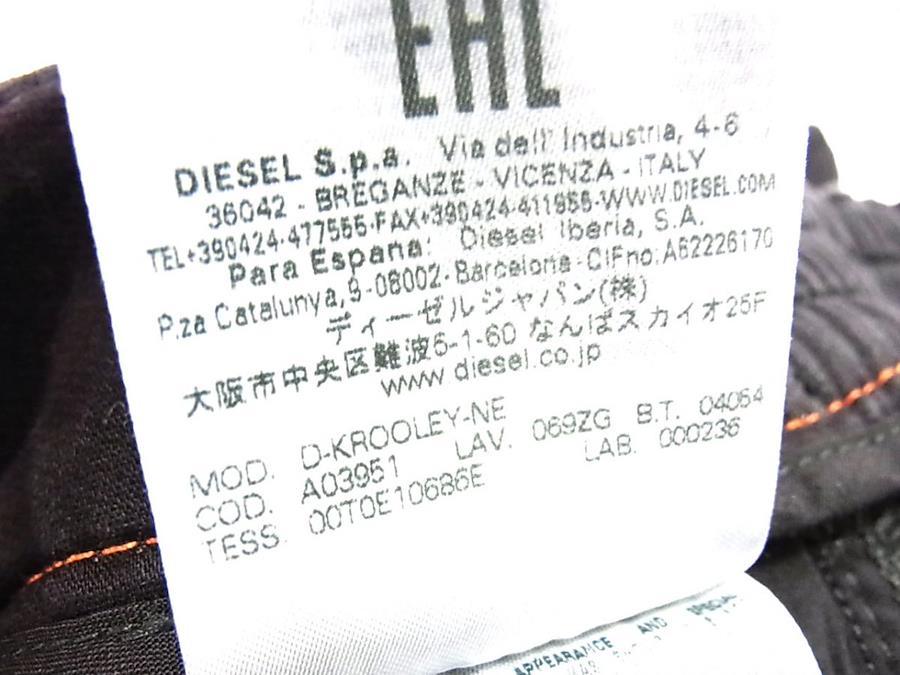 EAC
DIESEL S.p.a. Via dell' Industria, 4-6
36042 - BREGANZE - VICENZA - ITALY
TEL+390424-477555-FAX+390424-411955-WWW.DIESEL.COM
Para España: Diesel Iberia, S.A.
P.za Catalunya, 9-08002-Barcelona-CIFno:A62226170
ディーゼルジャパン(株)
大阪市中央区難波5-1-60 なんばスカイオ25F
www diesel.co.jp
MOD. D-KROOLEY-NE
COD. A03951 LAV. 069ZG B.T. 04054
TESS. 00T0E10686E LAB. 000236
APPEARANCE AND SPECIAL